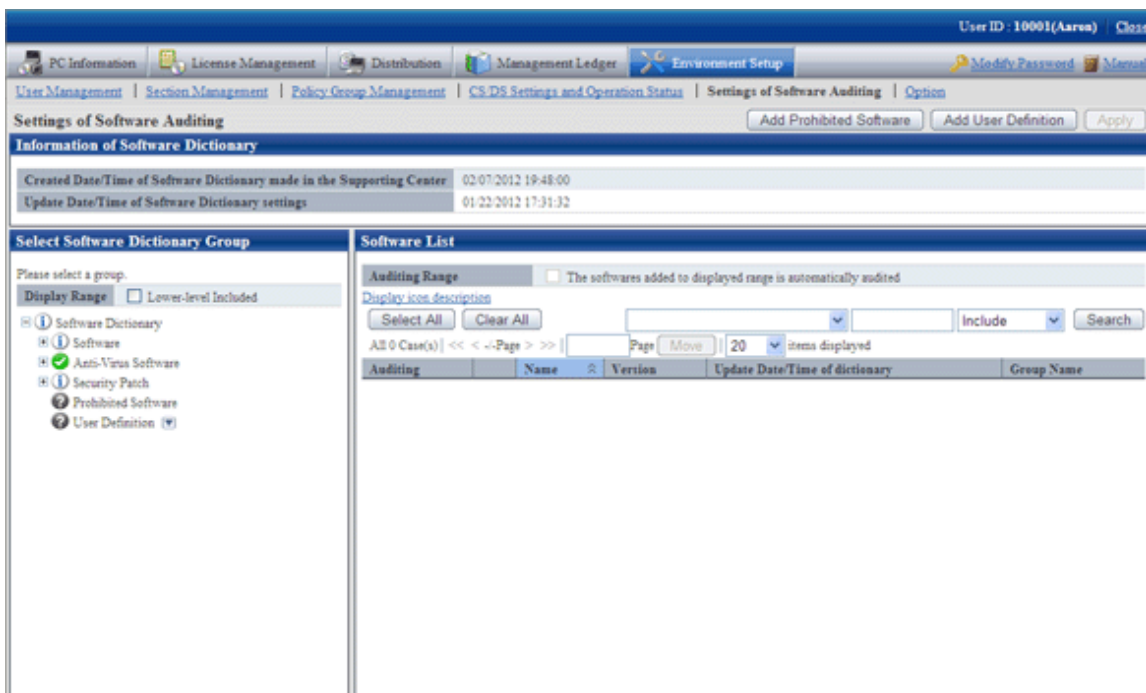 User ID : 10001(Aaron) Close
PC Information License Management Distribution Management Ledger Environment Setup Modify Password Manual
User Management | Section Management | Policy Group Management | CS/DS Settings and Operation Status | Settings of Software Auditing | Option
Settings of Software Auditing Add Prohibited Software Add User Definition Apply
Information of Software Dictionary
Created Date/Time of Software Dictionary made in the Supporting Center 02/07/2012 19:48:00
Update Date/Time of Software Dictionary settings 01/22/2012 17:31:32
Select Software Dictionary Group
Please select a group.
Display Range Lower-level Included
Software Dictionary
Software
Anti-Virus Software
Security Patch
Prohibited Software
User Definition
Software List
Auditing Range The softwares added to displayed range is automatically audited
Display icon description
Select All Clear All Include Search
All 0 Case(s) | << < -/-Page > >> | Page Move | 20 items displayed
Auditing Name Version Update Date/Time of dictionary Group Name